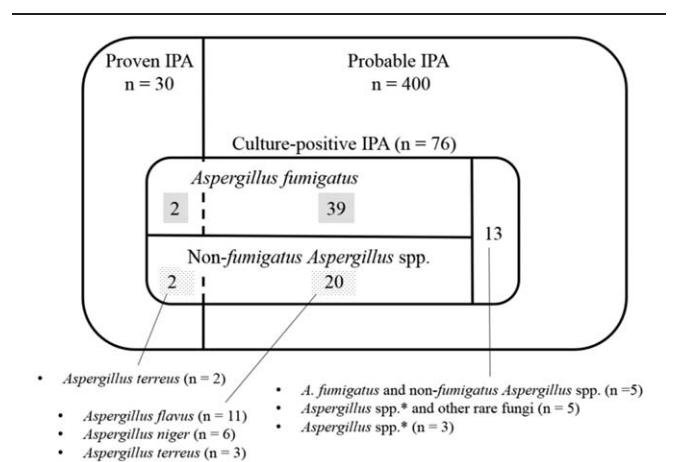 Proven IPA
n = 30
Probable IPA
n = 400
Culture-positive IPA (n = 76)
Aspergillus fumigatus
2
39
13
Non-fumigatus Aspergillus spp.
2
20
• Aspergillus terreus (n = 2)
• Aspergillus flavus (n = 11)
• Aspergillus niger (n = 6)
• Aspergillus terreus (n = 3)
• A. fumigatus and non-fumigatus Aspergillus spp. (n =5)
• Aspergillus spp.* and other rare fungi (n = 5)
• Aspergillus spp.* (n = 3)